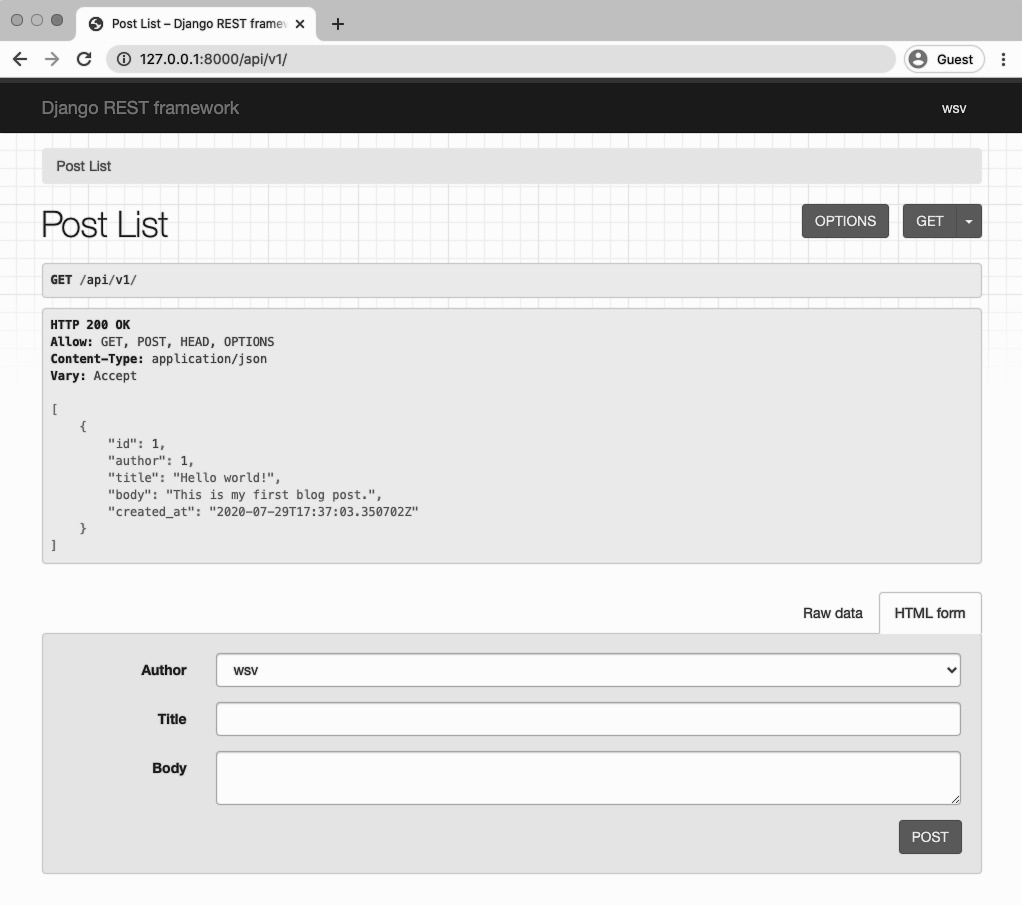 Post List – Django REST framew
127.0.0.1:8000/api/v1/
Guest
Django REST framework
wsv
Post List
Post List
OPTIONS
GET
GET /api/v1/
HTTP 200 OK
Allow: GET, POST, HEAD, OPTIONS
Content-Type: application/json
Vary: Accept
[
    {
        "id": 1,
        "author": 1,
        "title": "Hello world!",
        "body": "This is my first blog post.",
        "created_at": "2020-07-29T17:37:03.350702Z"
    }
]
Raw data
HTML form
Author
wsv
Title
Body
POST